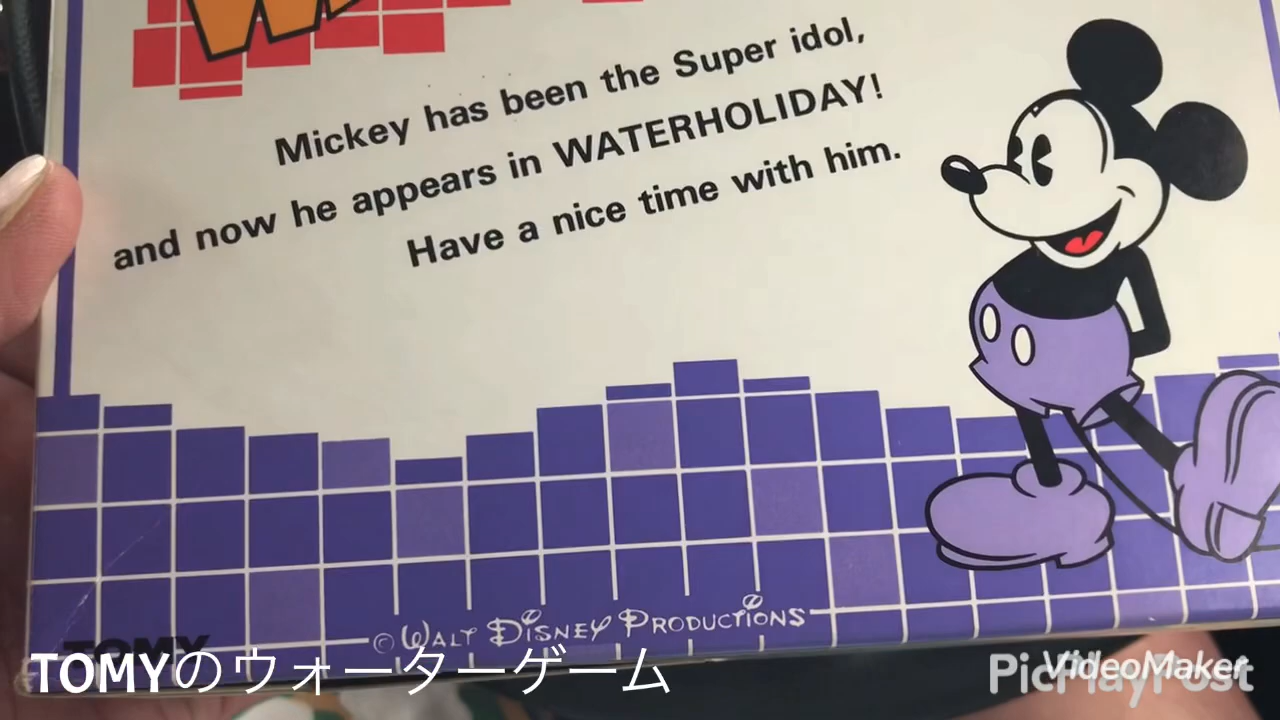 Mickey has been the Super idol,
and now he appears in WATERHOLIDAY!
Have a nice time with him.
©WALT DISNEY PRODUCTIONS
TOMY
TOMYのウォーターゲーム
PicPlayPost
VideoMaker